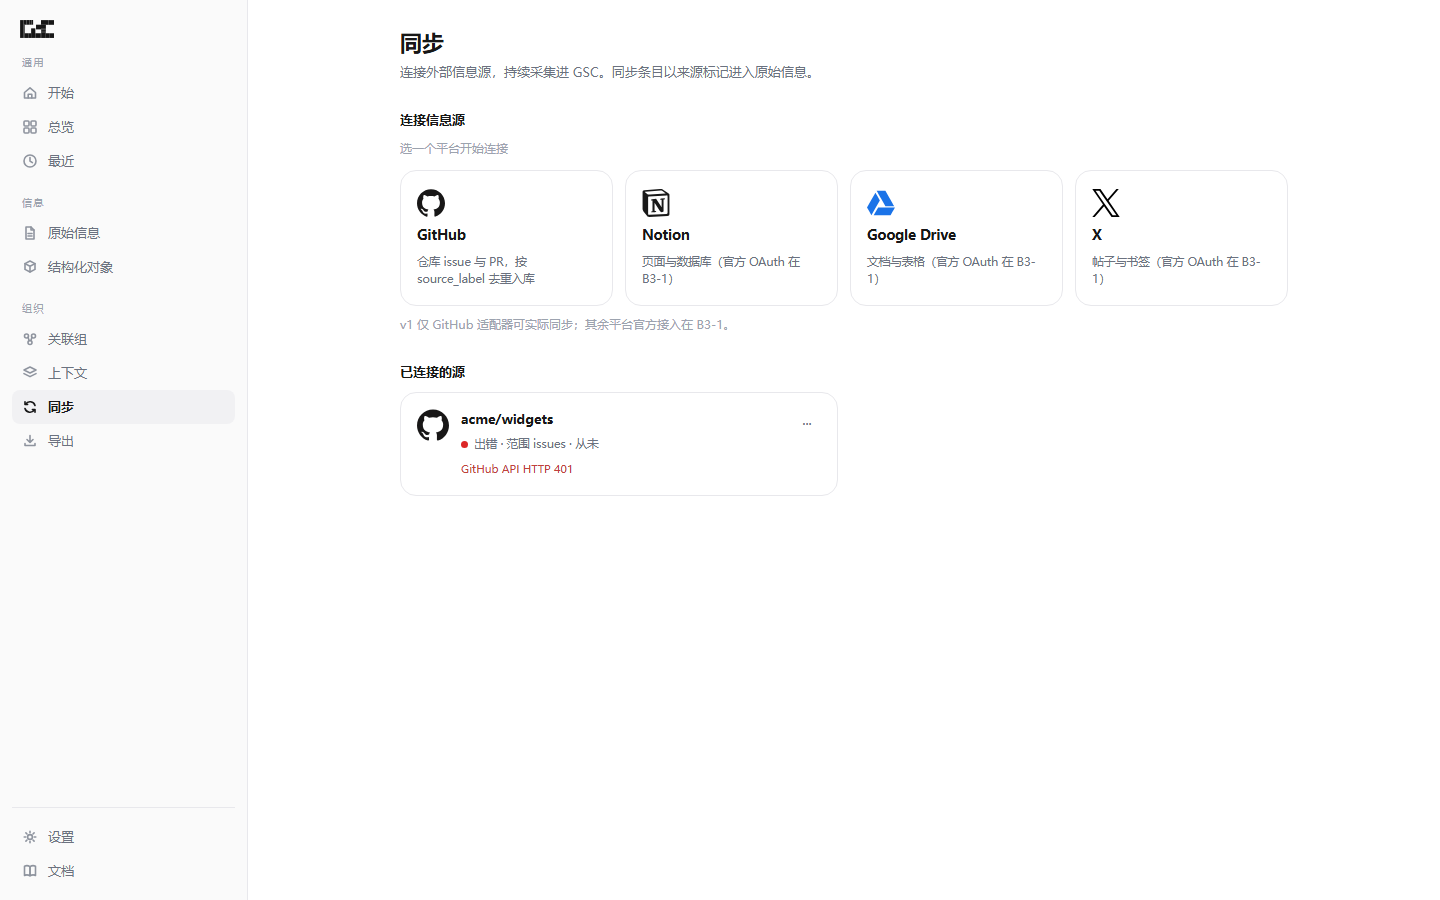 GSC
通用
开始
总览
最近
信息
原始信息
结构化对象
组织
关联组
上下文
同步
导出
设置
文档
同步
连接外部信息源，持续采集进 GSC。同步条目以来源标记进入原始信息。
连接信息源
选一个平台开始连接
GitHub
仓库 issue 与 PR，按
source_label 去重入库
Notion
页面与数据库（官方 OAuth 在
B3-1）
Google Drive
文档与表格（官方 OAuth 在 B3-
1）
X
帖子与书签（官方 OAuth 在 B3-
1）
v1 仅 GitHub 适配器可实际同步；其余平台官方接入在 B3-1。
已连接的源
acme/widgets
...
出错 · 范围 issues · 从未
GitHub API HTTP 401